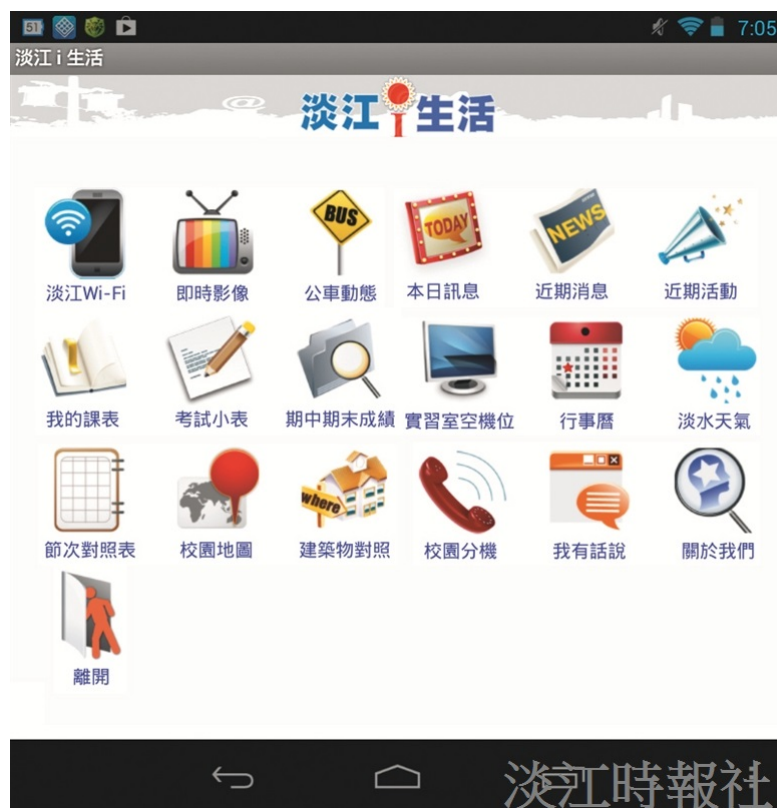 51
7:05
淡江 i 生活
淡江i生活
BUS
TODAY
NEWS
淡江Wi-Fi
即時影像
公車動態
本日訊息
近期消息
近期活動
我的課表
考試小表
期中期末成績
實習室空機位
行事曆
淡水天氣
where
節次對照表
校園地圖
建築物對照
校園分機
我有話說
關於我們
離開
淡江時報社